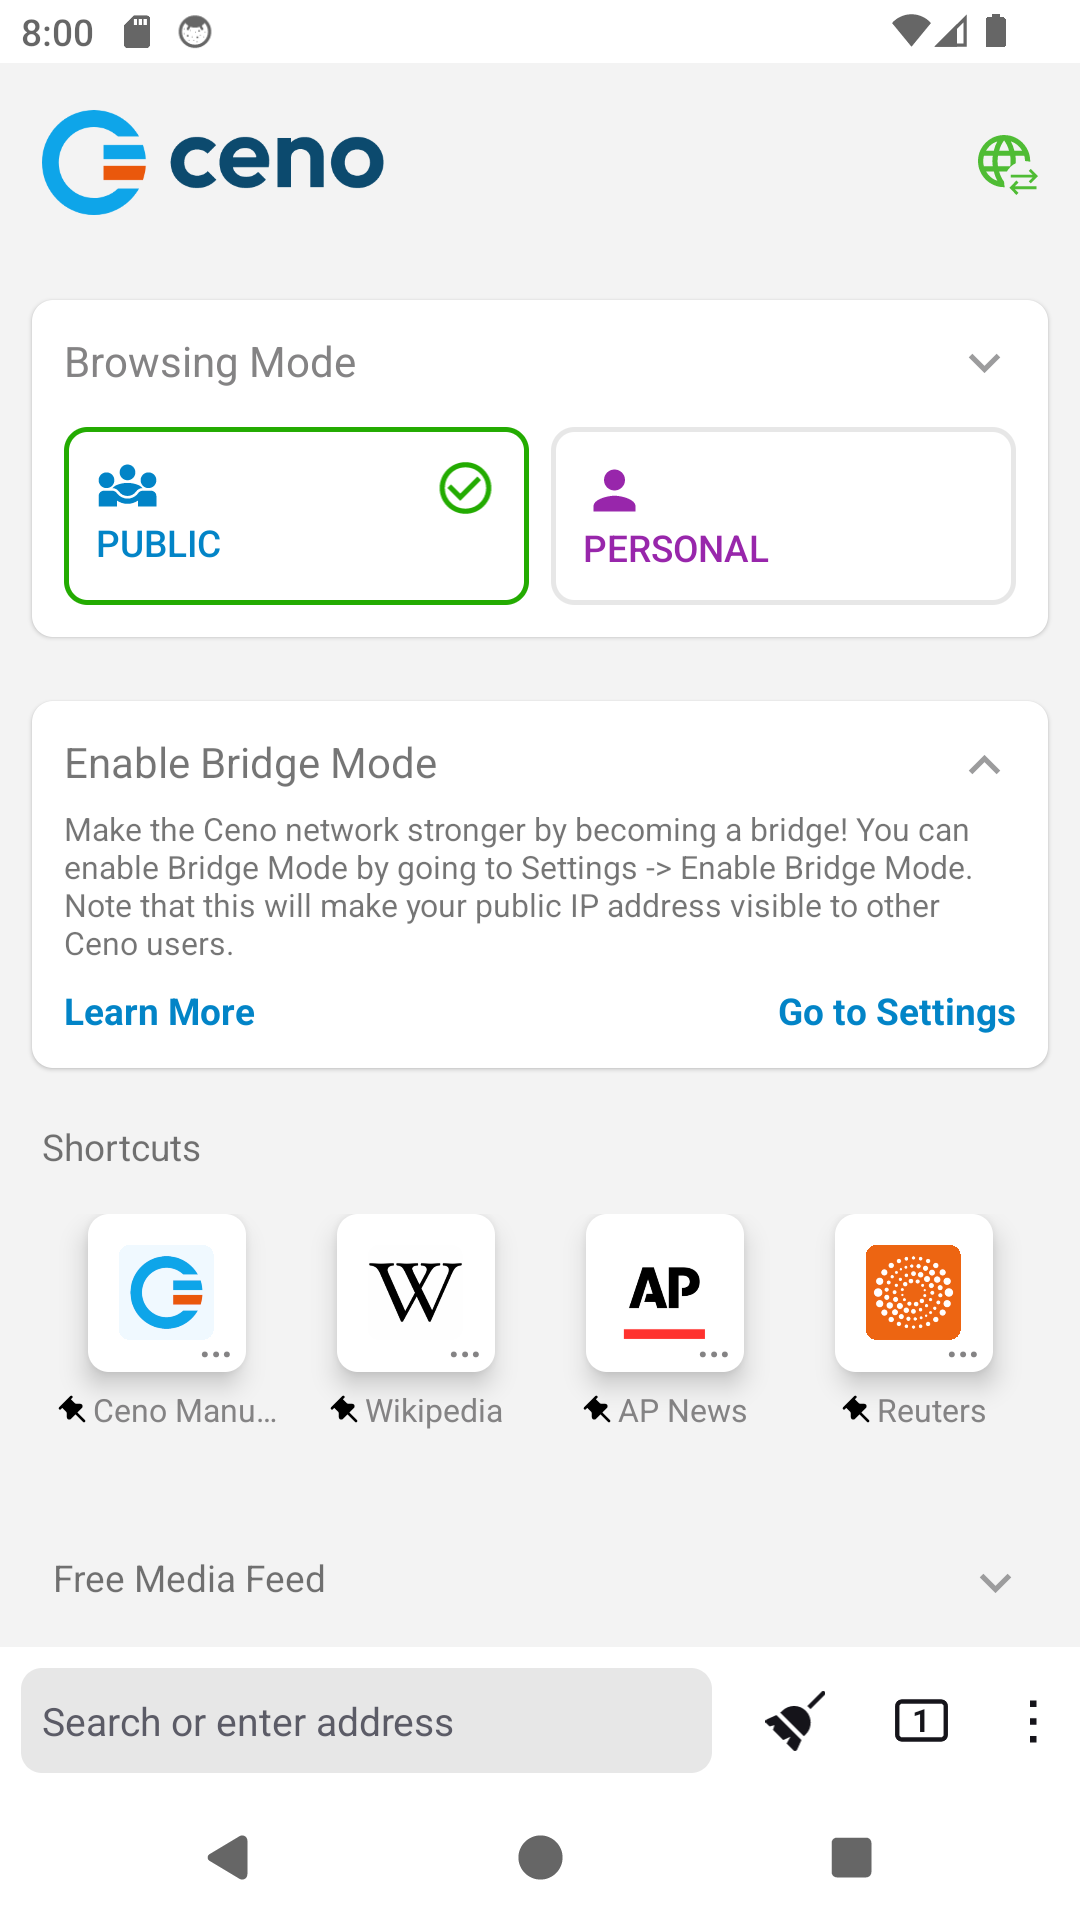 8:00
ceno
Browsing Mode
PUBLIC
PERSONAL
Enable Bridge Mode
Make the Ceno network stronger by becoming a bridge! You can
enable Bridge Mode by going to Settings -> Enable Bridge Mode.
Note that this will make your public IP address visible to other
Ceno users.
Learn More
Go to Settings
Shortcuts
W
AP
Ceno Manu...
Wikipedia
AP News
Reuters
Free Media Feed
Search or enter address
1